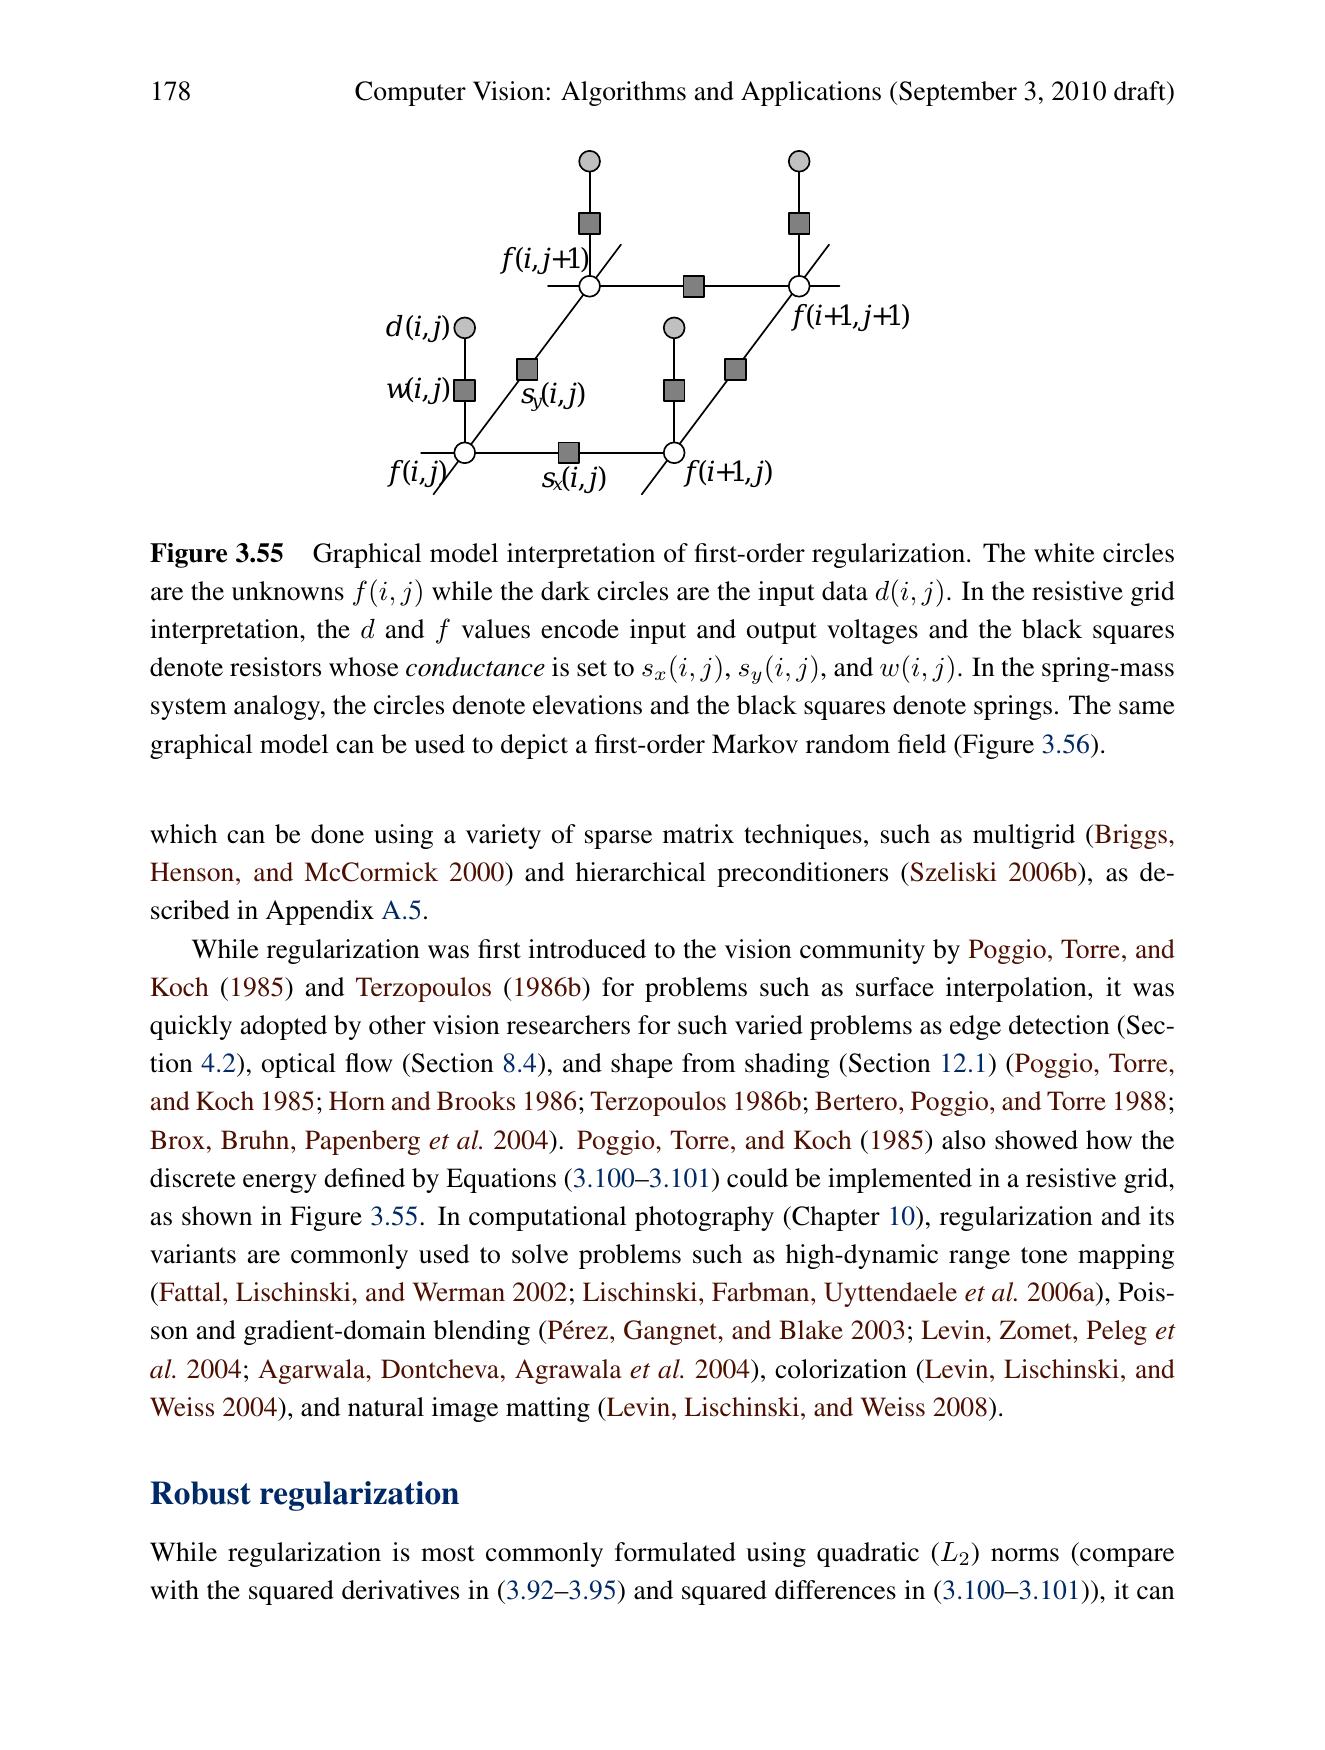 178 Computer Vision: Algorithms and Applications (September 3, 2010 draft)
f(i,j+1)
f(i+1,j+1)
d(i,j)
w(i,j)
s_y(i,j)
f(i,j)
s_x(i,j)
f(i+1,j)
Figure 3.55 Graphical model interpretation of first-order regularization. The white circles
are the unknowns f(i, j) while the dark circles are the input data d(i, j). In the resistive grid
interpretation, the d and f values encode input and output voltages and the black squares
denote resistors whose conductance is set to s_x(i, j), s_y(i, j), and w(i, j). In the spring-mass
system analogy, the circles denote elevations and the black squares denote springs. The same
graphical model can be used to depict a first-order Markov random field (Figure 3.56).
which can be done using a variety of sparse matrix techniques, such as multigrid (Briggs,
Henson, and McCormick 2000) and hierarchical preconditioners (Szeliski 2006b), as de-
scribed in Appendix A.5.
While regularization was first introduced to the vision community by Poggio, Torre, and
Koch (1985) and Terzopoulos (1986b) for problems such as surface interpolation, it was
quickly adopted by other vision researchers for such varied problems as edge detection (Sec-
tion 4.2), optical flow (Section 8.4), and shape from shading (Section 12.1) (Poggio, Torre,
and Koch 1985; Horn and Brooks 1986; Terzopoulos 1986b; Bertero, Poggio, and Torre 1988;
Brox, Bruhn, Papenberg et al. 2004). Poggio, Torre, and Koch (1985) also showed how the
discrete energy defined by Equations (3.100–3.101) could be implemented in a resistive grid,
as shown in Figure 3.55. In computational photography (Chapter 10), regularization and its
variants are commonly used to solve problems such as high-dynamic range tone mapping
(Fattal, Lischinski, and Werman 2002; Lischinski, Farbman, Uyttendaele et al. 2006a), Pois-
son and gradient-domain blending (Pérez, Gangnet, and Blake 2003; Levin, Zomet, Peleg et
al. 2004; Agarwala, Dontcheva, Agrawala et al. 2004), colorization (Levin, Lischinski, and
Weiss 2004), and natural image matting (Levin, Lischinski, and Weiss 2008).
Robust regularization
While regularization is most commonly formulated using quadratic (L_2) norms (compare
with the squared derivatives in (3.92–3.95) and squared differences in (3.100–3.101)), it can